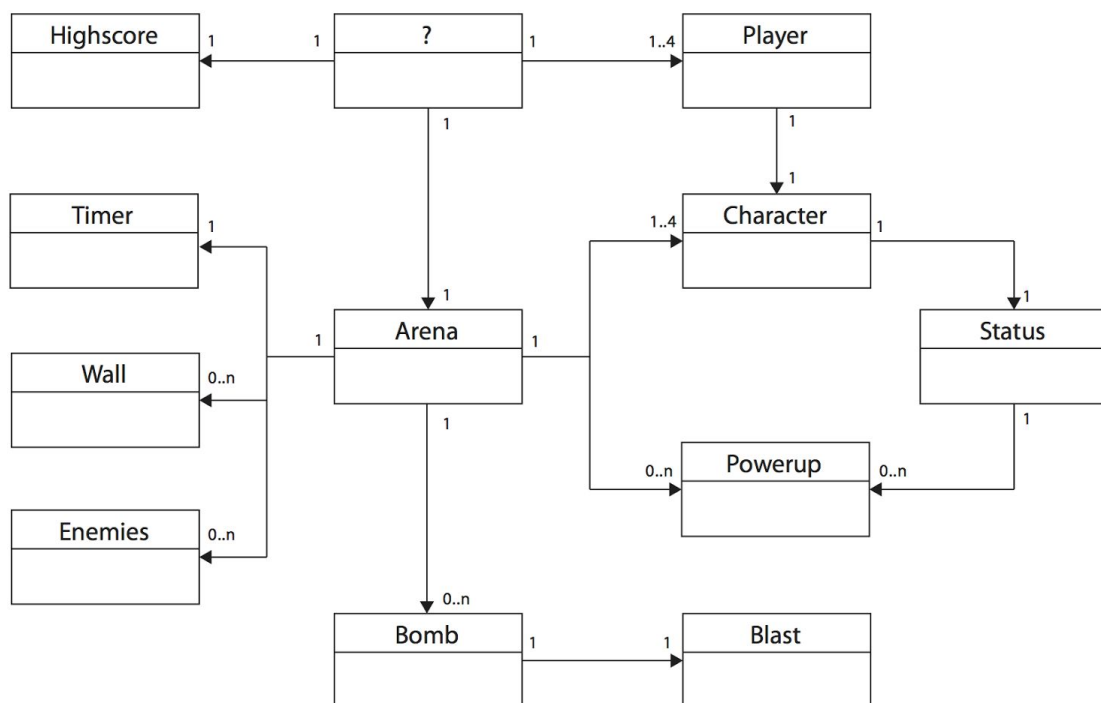 Highscore
?
Player
1
1
1
1..4
1
1
Timer
1
1
Character
1..4
1
1
Arena
1
1
1
Status
Wall
0..n
1
1
Powerup
0..n
0..n
Enemies
0..n
0..n
Bomb
Blast
1
1